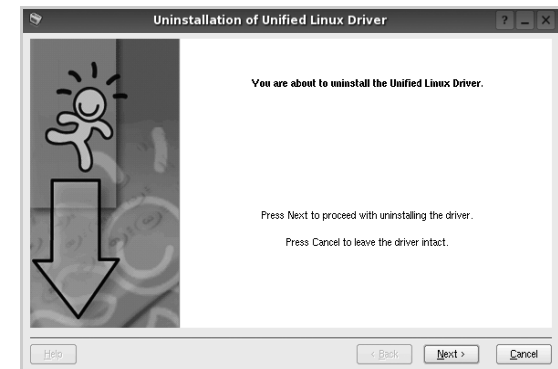 Uninstallation of Unified Linux Driver
You are about to uninstall the Unified Linux Driver.
Press Next to proceed with uninstalling the driver.
Press Cancel to leave the driver intact.
Help
< Back
Next >
Cancel